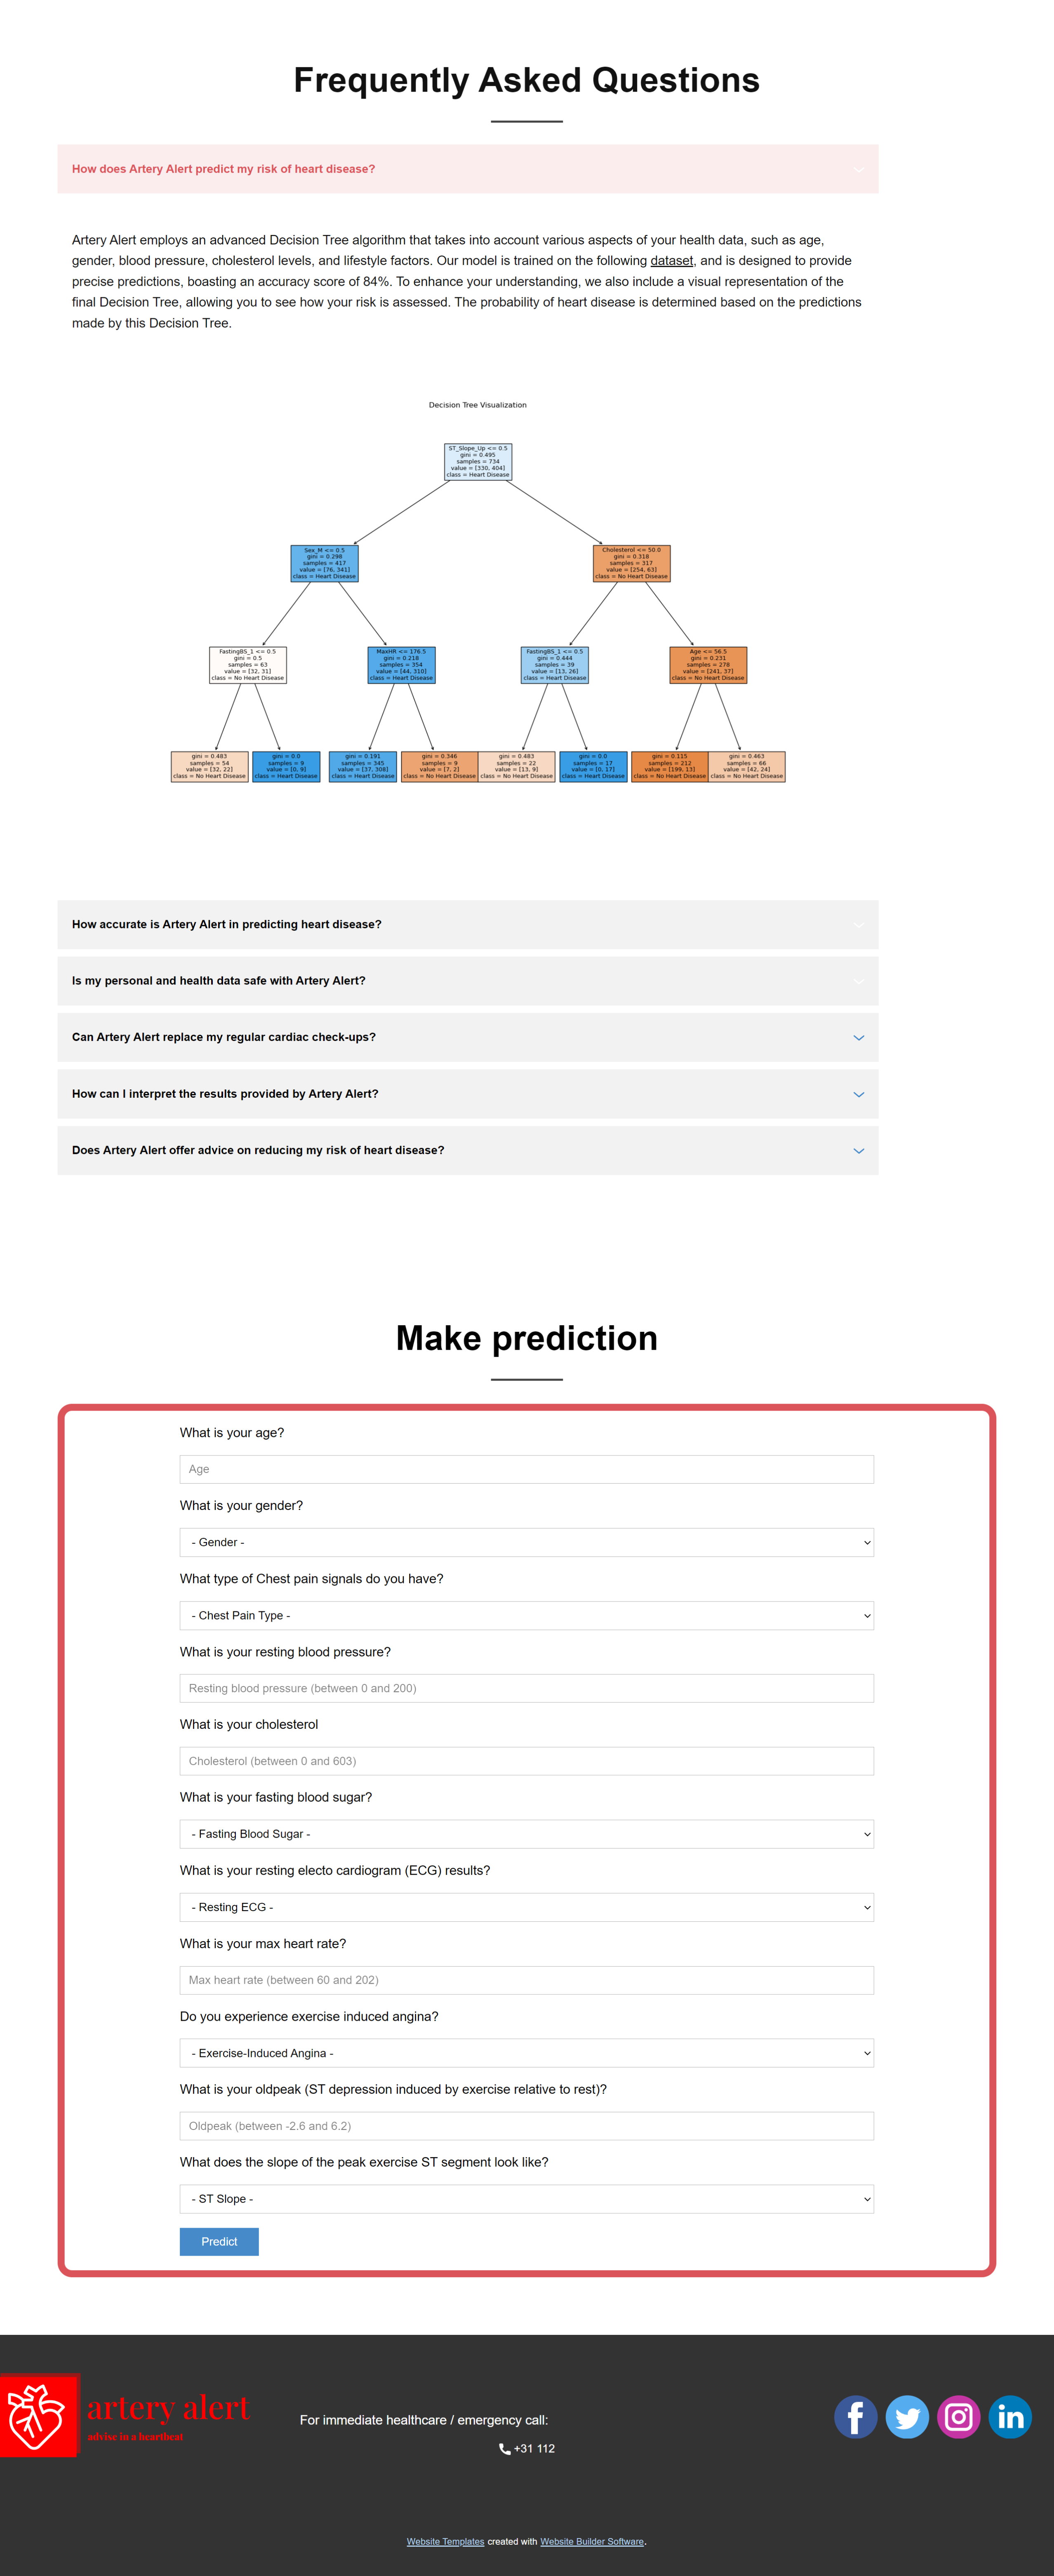 Frequently Asked Questions
How does Artery Alert predict my risk of heart disease?
Artery Alert employs an advanced Decision Tree algorithm that takes into account various aspects of your health data, such as age,
gender, blood pressure, cholesterol levels, and lifestyle factors. Our model is trained on the following dataset, and is designed to provide
precise predictions, boasting an accuracy score of 84%. To enhance your understanding, we also include a visual representation of the
final Decision Tree, allowing you to see how your risk is assessed. The probability of heart disease is determined based on the predictions
made by this Decision Tree.
Decision Tree Visualization
ST_Slope_Up <= 0.5
gini = 0.495
samples = 734
value = [330, 404]
class = Heart Disease
Sex_M <= 0.5
gini = 0.298
samples = 417
value = [76, 341]
class = Heart Disease
Cholesterol <= 50.0
gini = 0.318
samples = 317
value = [254, 63]
class = No Heart Disease
FastingBS_1 <= 0.5
gini = 0.5
samples = 63
value = [32, 31]
class = No Heart Disease
MaxHR <= 176.5
gini = 0.218
samples = 354
value = [44, 310]
class = Heart Disease
FastingBS_1 <= 0.5
gini = 0.444
samples = 39
value = [13, 26]
class = Heart Disease
Age <= 56.5
gini = 0.231
samples = 278
value = [241, 37]
class = No Heart Disease
gini = 0.483
samples = 54
value = [32, 22]
class = No Heart Disease
gini = 0.0
samples = 9
value = [0, 9]
class = Heart Disease
gini = 0.191
samples = 345
value = [37, 308]
class = Heart Disease
gini = 0.346
samples = 9
value = [7, 2]
class = No Heart Disease
gini = 0.483
samples = 22
value = [13, 9]
class = No Heart Disease
gini = 0.0
samples = 17
value = [0, 17]
class = Heart Disease
gini = 0.115
samples = 212
value = [199, 13]
class = No Heart Disease
gini = 0.463
samples = 66
value = [42, 24]
class = No Heart Disease
How accurate is Artery Alert in predicting heart disease?
Is my personal and health data safe with Artery Alert?
Can Artery Alert replace my regular cardiac check-ups?
How can I interpret the results provided by Artery Alert?
Does Artery Alert offer advice on reducing my risk of heart disease?
Make prediction
What is your age?
Age
What is your gender?
- Gender -
What type of Chest pain signals do you have?
- Chest Pain Type -
What is your resting blood pressure?
Resting blood pressure (between 0 and 200)
What is your cholesterol
Cholesterol (between 0 and 603)
What is your fasting blood sugar?
- Fasting Blood Sugar -
What is your resting electo cardiogram (ECG) results?
- Resting ECG -
What is your max heart rate?
Max heart rate (between 60 and 202)
Do you experience exercise induced angina?
- Exercise-Induced Angina -
What is your oldpeak (ST depression induced by exercise relative to rest)?
Oldpeak (between -2.6 and 6.2)
What does the slope of the peak exercise ST segment look like?
- ST Slope -
Predict
artery alert
advise in a heartbeat
For immediate healthcare / emergency call:
+31 112
Website Templates created with Website Builder Software.